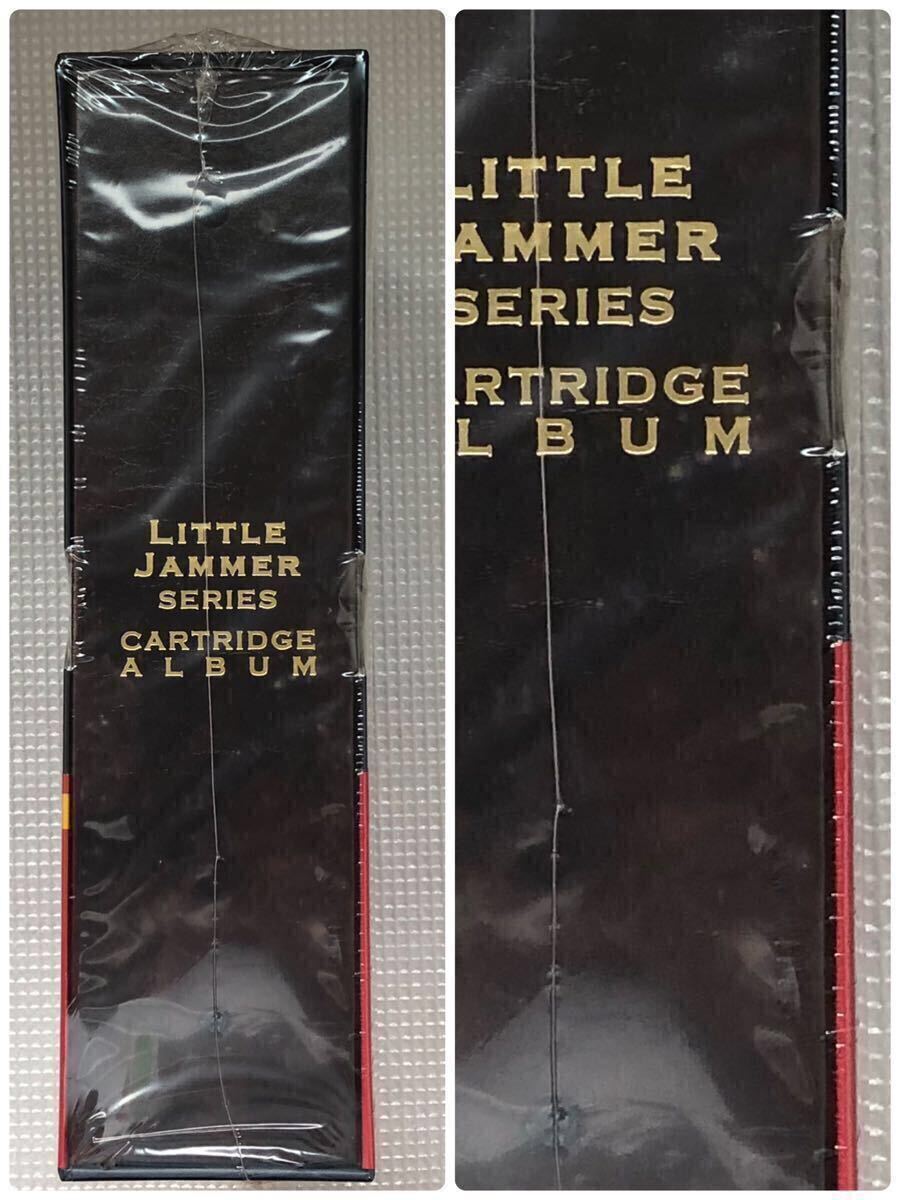 LITTLE
JAMMER
SERIES
CARTRIDGE
ALBUM
LITTLE
JAMMER
SERIES
CARTRIDGE
ALBUM